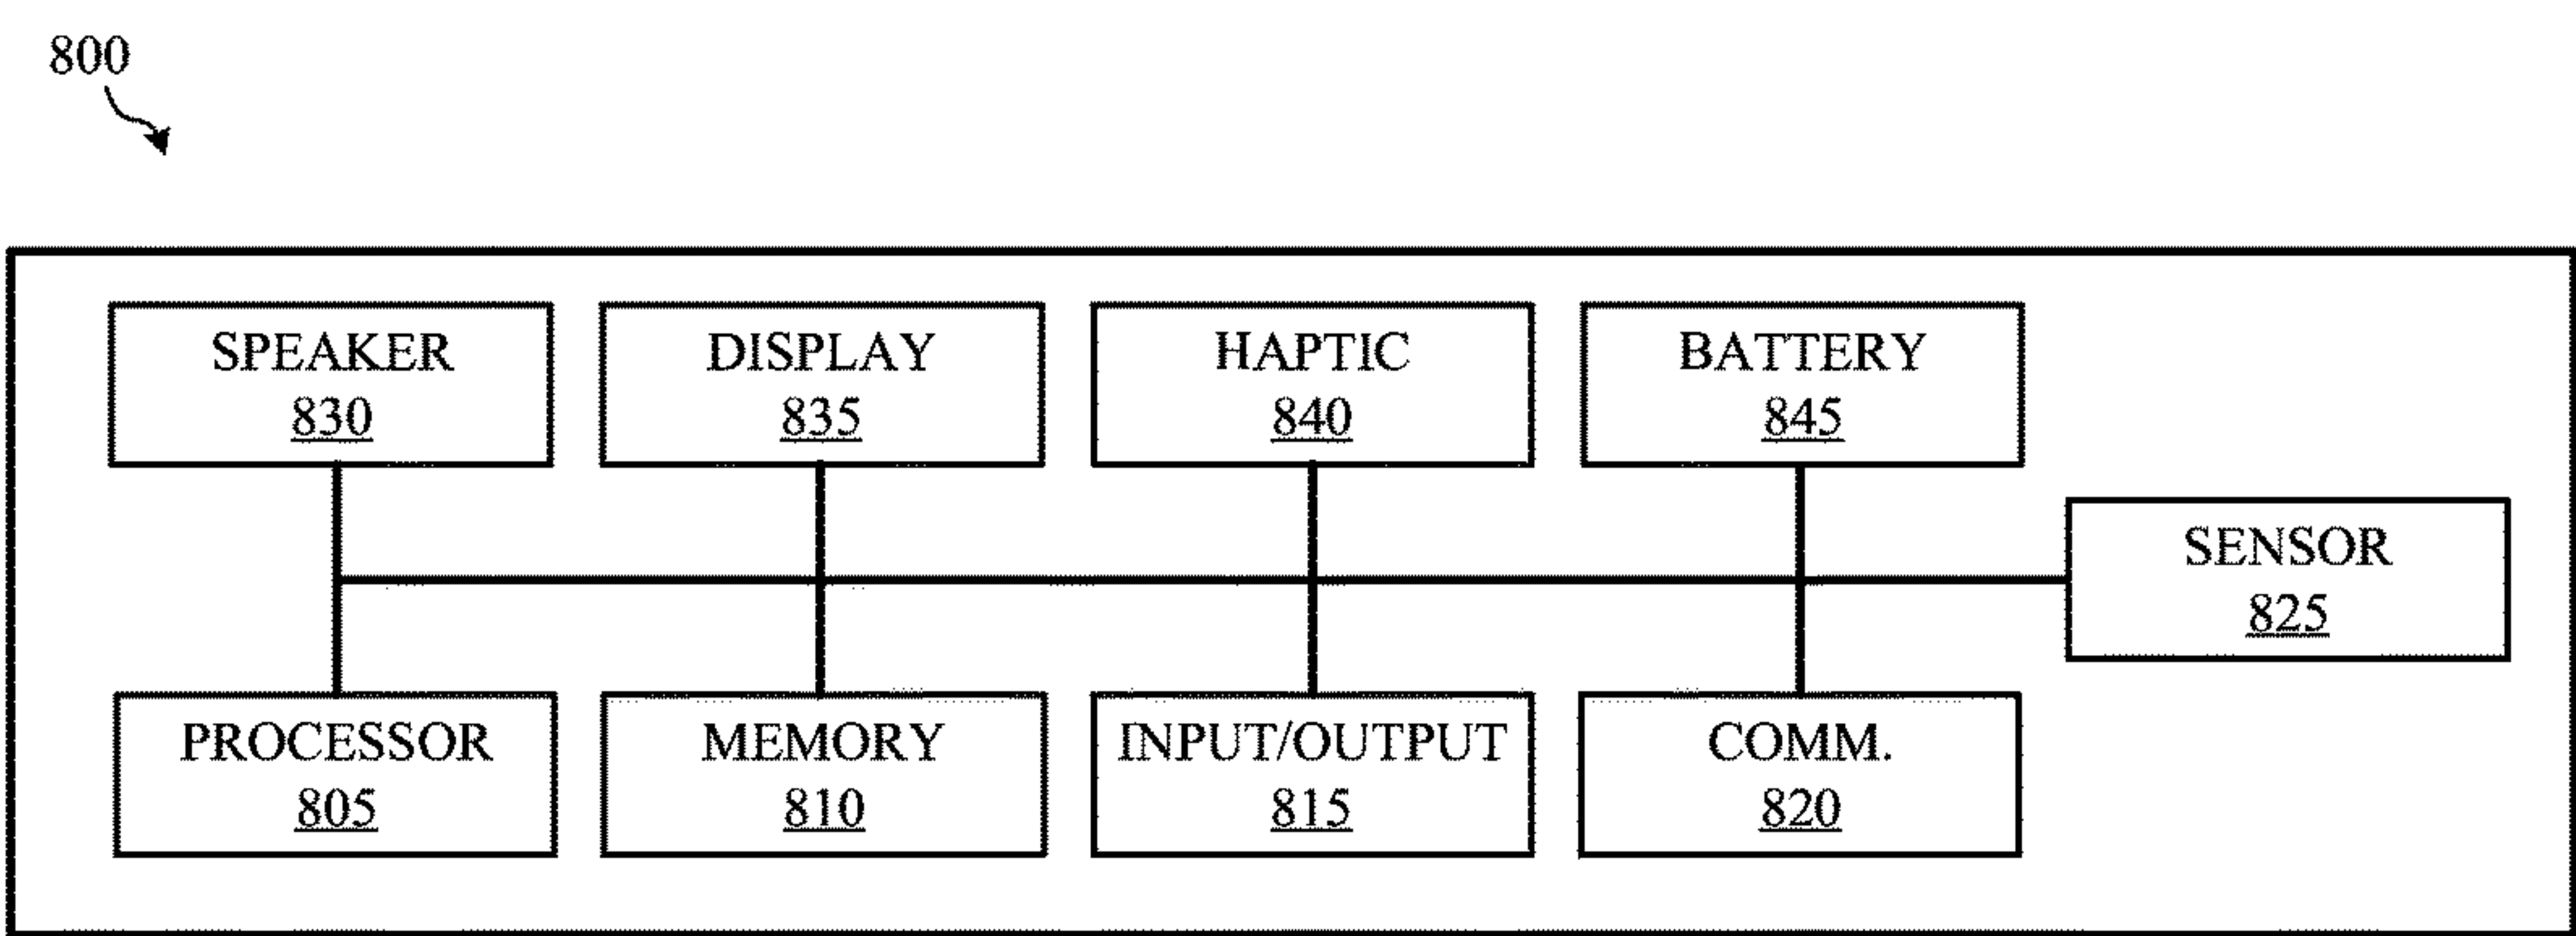 800
SPEAKER
830
DISPLAY
835
HAPTIC
840
BATTERY
845
SENSOR
825
PROCESSOR
805
MEMORY
810
INPUT/OUTPUT
815
COMM.
820